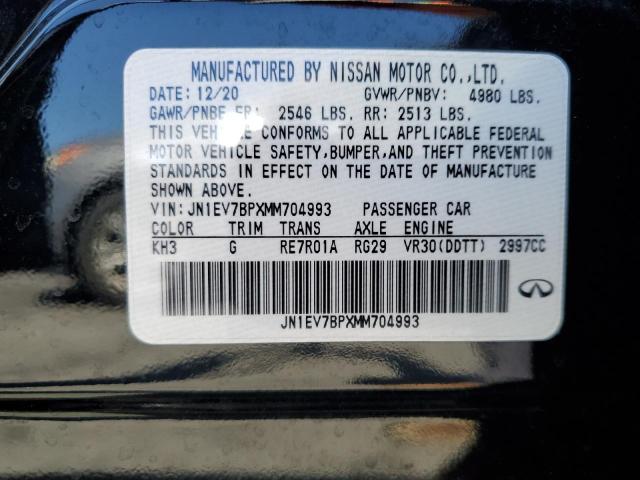 MANUFACTURED BY NISSAN MOTOR CO.,LTD.
DATE: 12/20 GVWR/PNBV: 4980 LBS.
GAWR/PNBE FR: 2546 LBS. RR: 2513 LBS.
THIS VEHICLE CONFORMS TO ALL APPLICABLE FEDERAL
MOTOR VEHICLE SAFETY,BUMPER,AND THEFT PREVENTION
STANDARDS IN EFFECT ON THE DATE OF MANUFACTURE
SHOWN ABOVE.
VIN:JN1EV7BPXMM704993 PASSENGER CAR
COLOR TRIM TRANS AXLE ENGINE
KH3 G RE7R01A RG29 VR30(DDTT) 2997CC
JN1EV7BPXMM704993